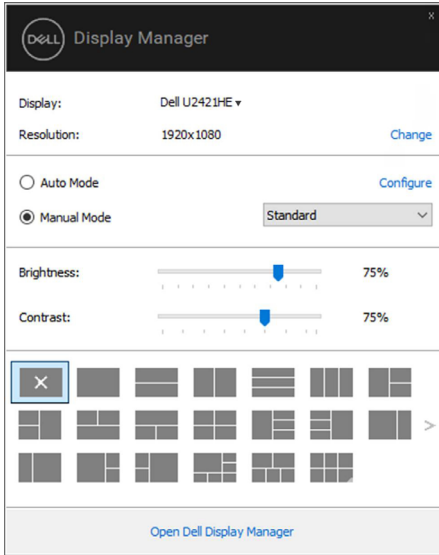 x
DELL Display Manager
Display: Dell U2421HE
Resolution: 1920x1080 Change
Auto Mode Configure
Manual Mode Standard
Brightness: 75%
Contrast: 75%
Open Dell Display Manager